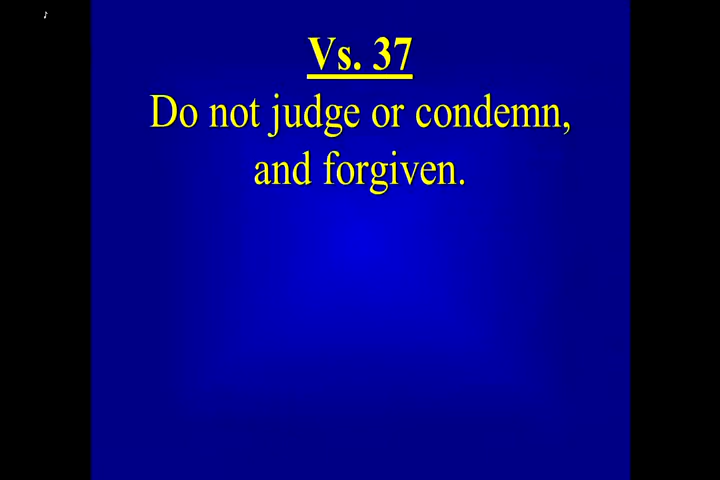 Vs. 37
Do not judge or condemn,
and forgiven.